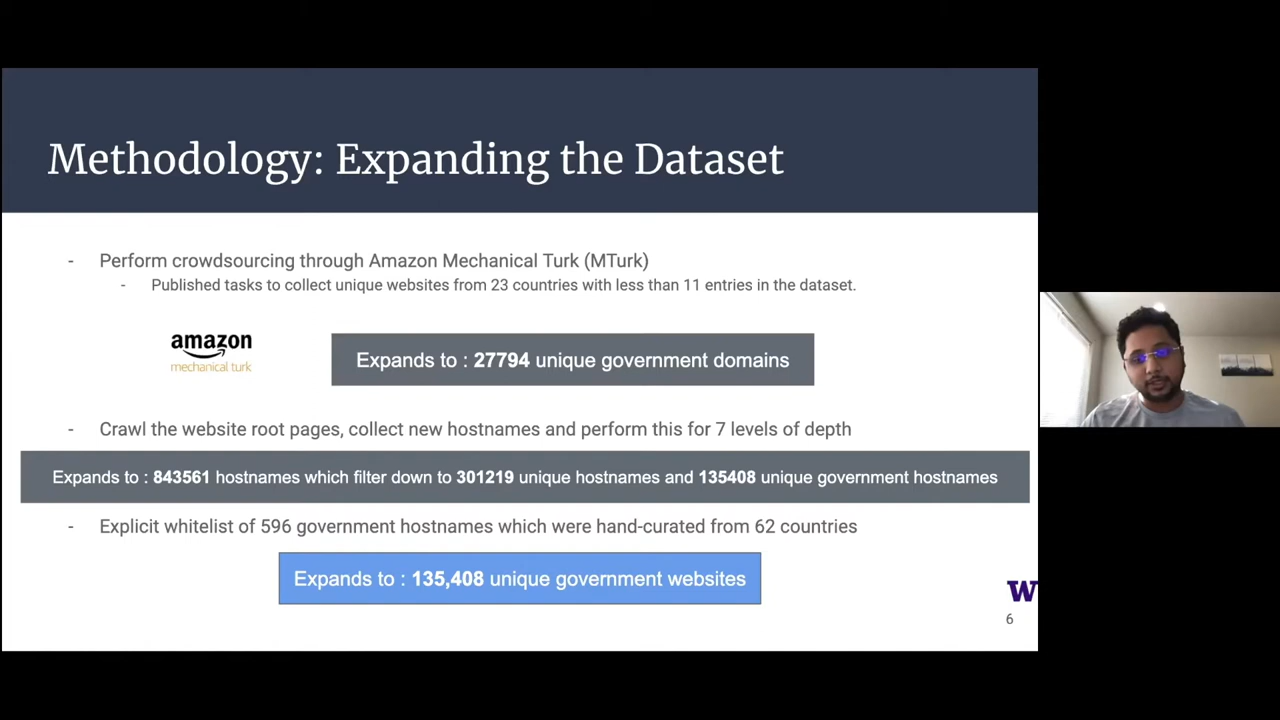 Methodology: Expanding the Dataset
- Perform crowdsourcing through Amazon Mechanical Turk (MTurk)
- Published tasks to collect unique websites from 23 countries with less than 11 entries in the dataset.
amazon
mechanical turk
Expands to : 27794 unique government domains
- Crawl the website root pages, collect new hostnames and perform this for 7 levels of depth
Expands to : 843561 hostnames which filter down to 301219 unique hostnames and 135408 unique government hostnames
- Explicit whitelist of 596 government hostnames which were hand-curated from 62 countries
Expands to : 135,408 unique government websites
W
6